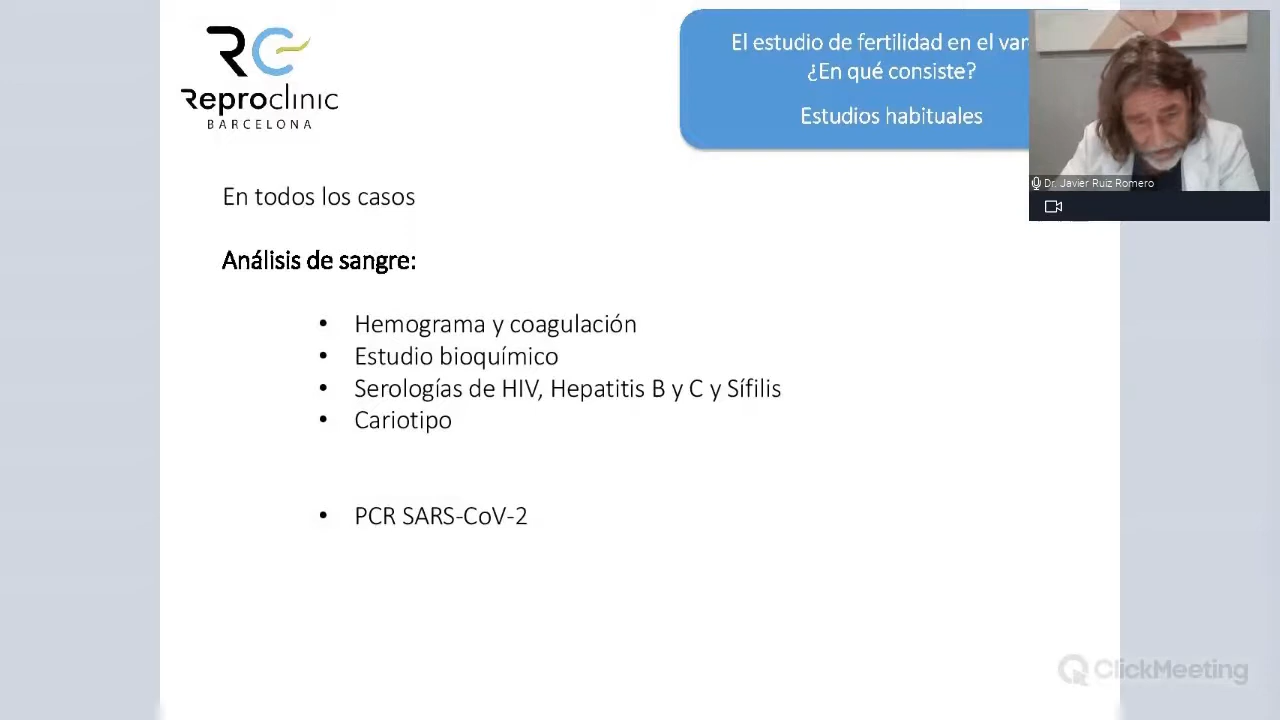 Reproclinic
BARCELONA
El estudio de fertilidad en el
¿En qué consiste?
Estudios habituales
Dr. Javier Ruiz Romero
En todos los casos
Análisis de sangre:
• Hemograma y coagulación
• Estudio bioquímico
• Serologías de HIV, Hepatitis B y C y Sífilis
• Cariotipo
• PCR SARS-CoV-2
ClickMeeting